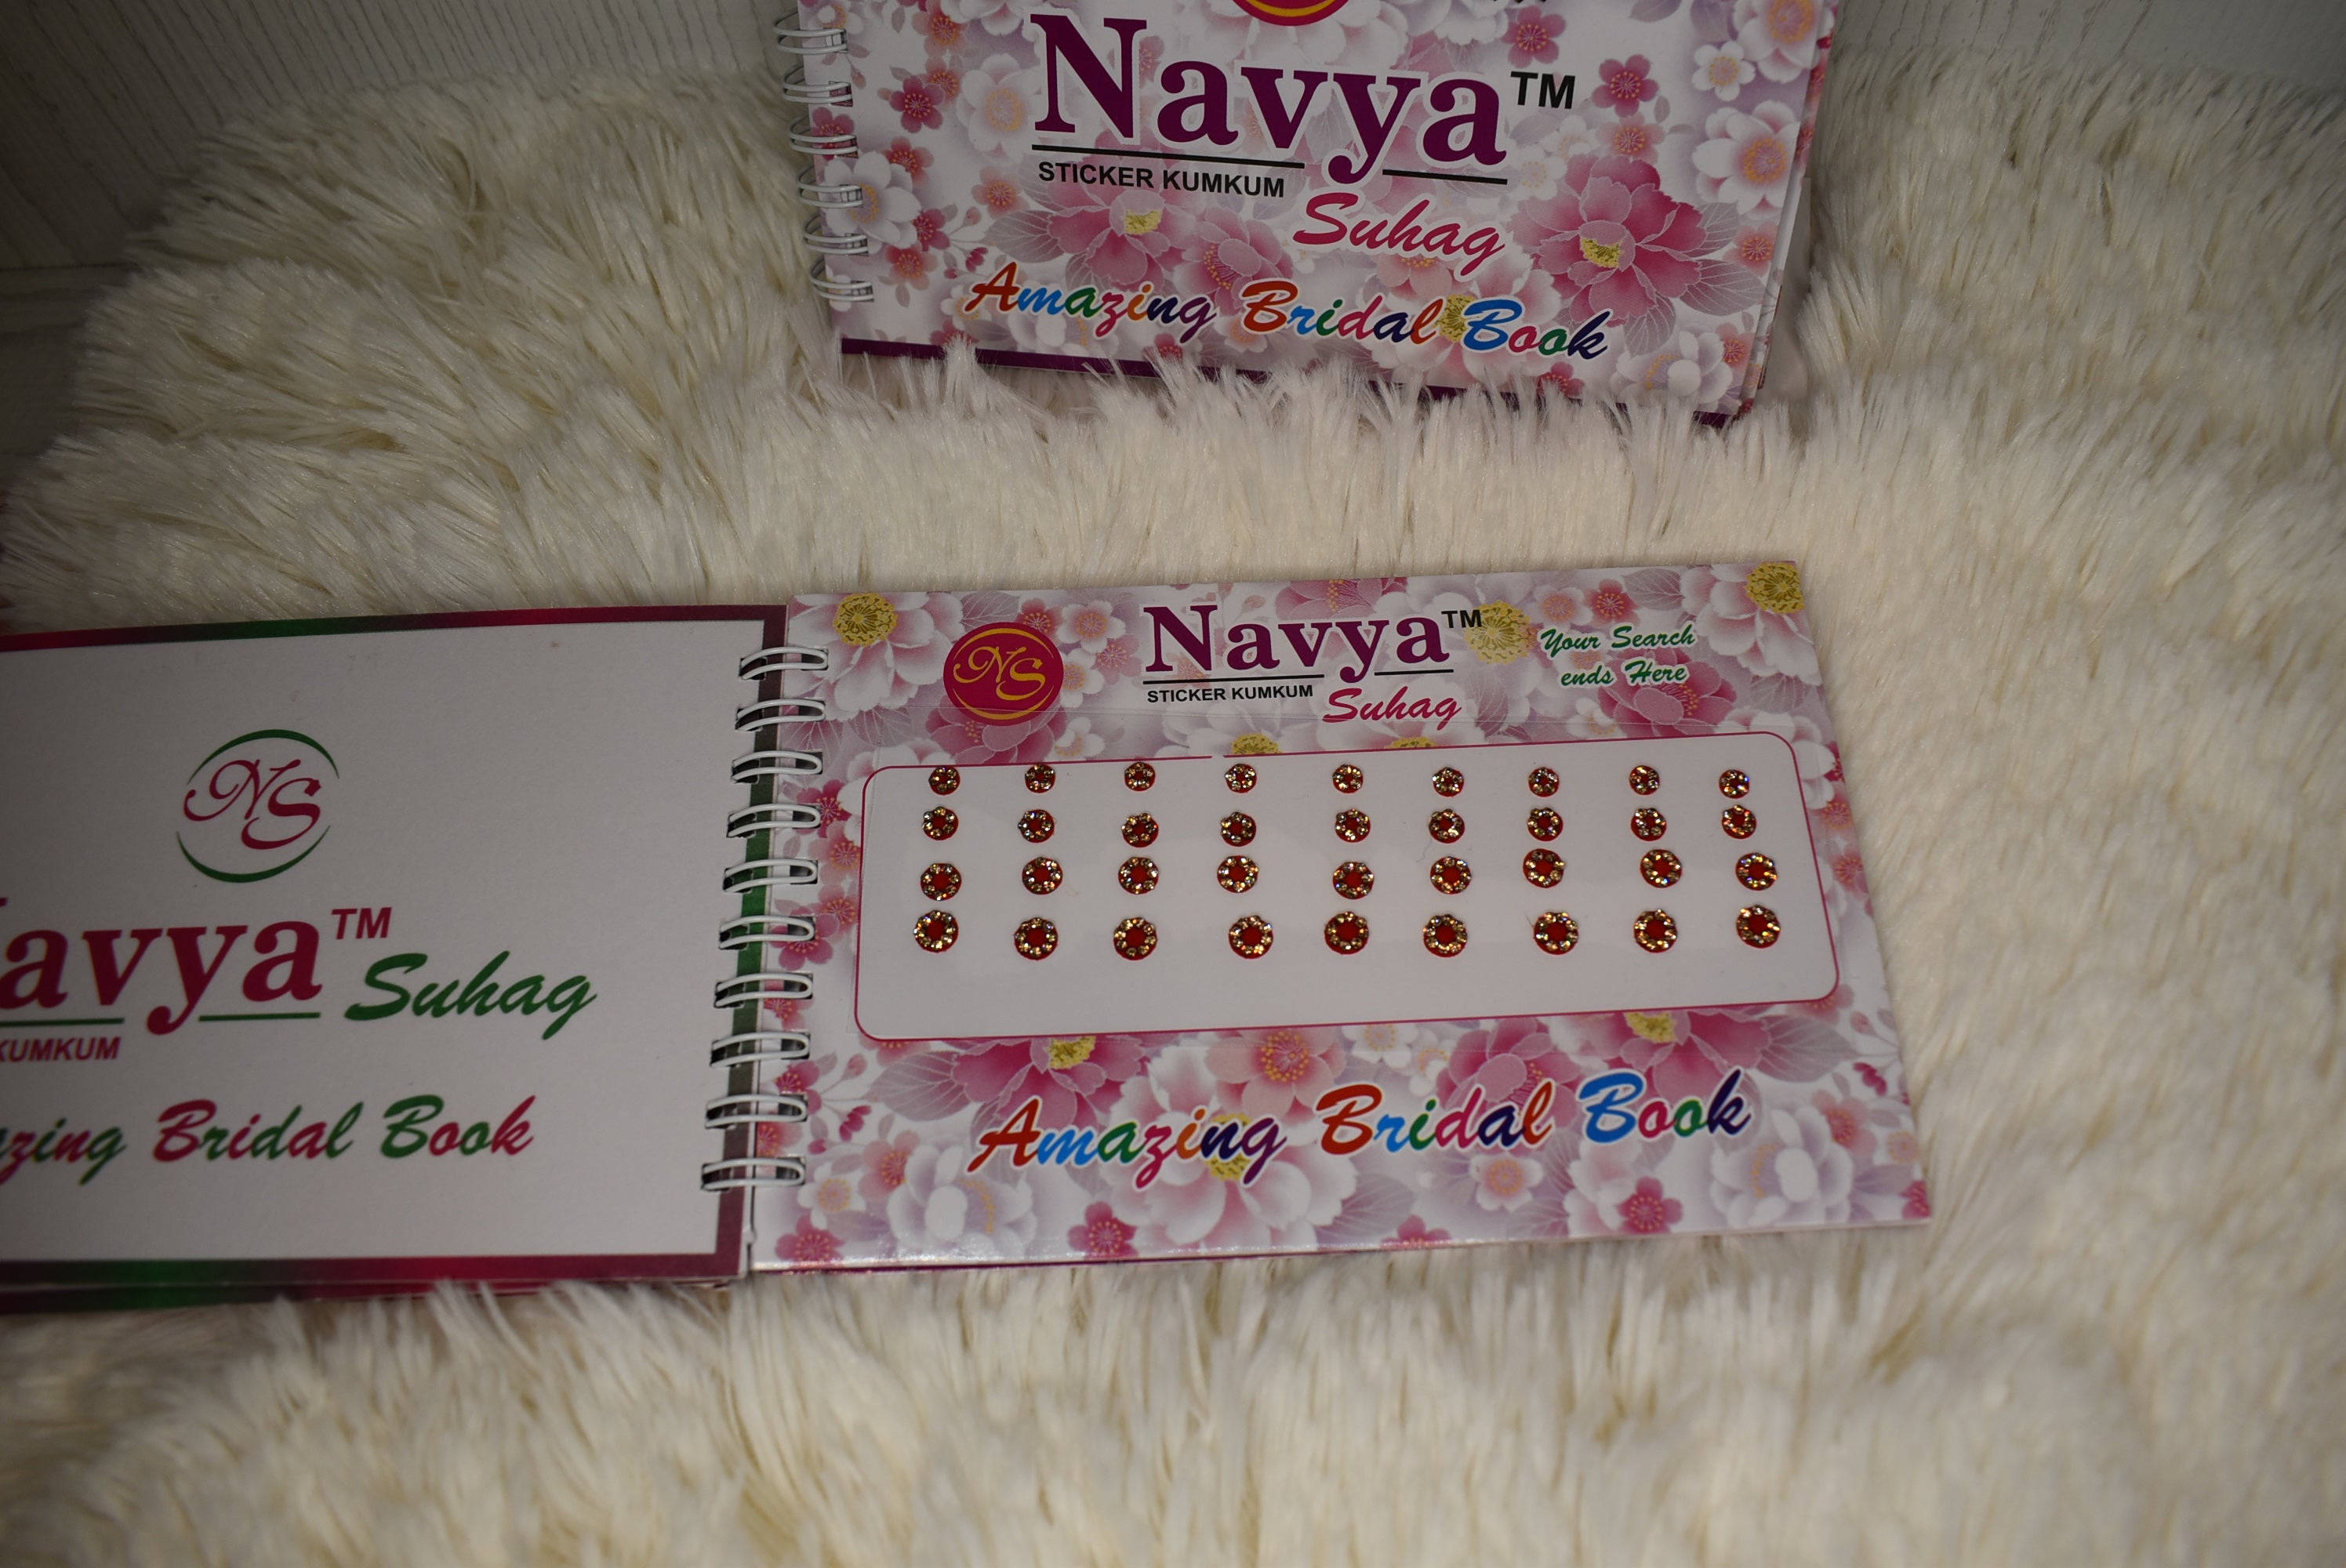 Navya™
STICKER KUMKUM
Suhag
Amazing Bridal Book
NS
Navya™
STICKER KUMKUM
Suhag
Your Search
ends Here
Amazing Bridal Book
NS
avya™
Suhag
KUMKUM
zing Bridal Book